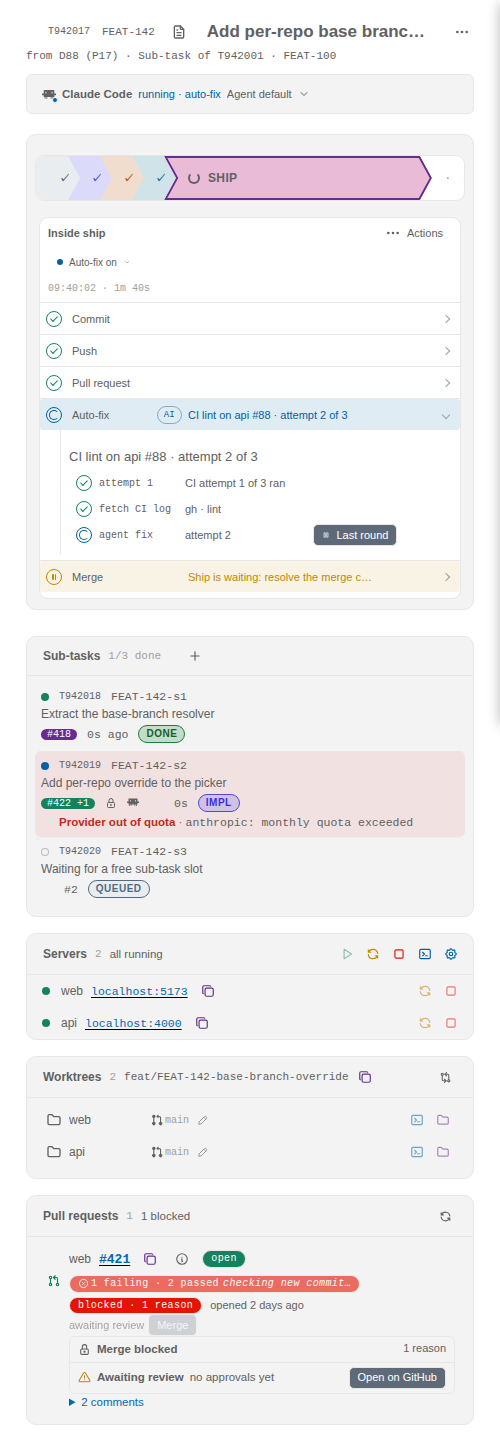 T942017 FEAT-142 Add per-repo base branc…
from D88 (P17) · Sub-task of T942001 · FEAT-100
Claude Code running · auto-fix Agent default
SHIP
Inside ship Actions
Auto-fix on
09:40:02 · 1m 40s
Commit
Push
Pull request
Auto-fix AI CI lint on api #88 · attempt 2 of 3
CI lint on api #88 · attempt 2 of 3
attempt 1 CI attempt 1 of 3 ran
fetch CI log gh · lint
agent fix attempt 2 Last round
Merge Ship is waiting: resolve the merge c…
Sub-tasks 1/3 done
T942018 FEAT-142-s1
Extract the base-branch resolver
#418 0s ago DONE
T942019 FEAT-142-s2
Add per-repo override to the picker
#422 +1 0s IMPL
Provider out of quota · anthropic: monthly quota exceeded
T942020 FEAT-142-s3
Waiting for a free sub-task slot
#2 QUEUED
Servers 2 all running
web localhost:5173
api localhost:4000
Worktrees 2 feat/FEAT-142-base-branch-override
web main
api main
Pull requests 1 1 blocked
web #421 open
1 failing · 2 passed checking new commit…
blocked · 1 reason opened 2 days ago
awaiting review Merge
Merge blocked 1 reason
Awaiting review no approvals yet Open on GitHub
2 comments